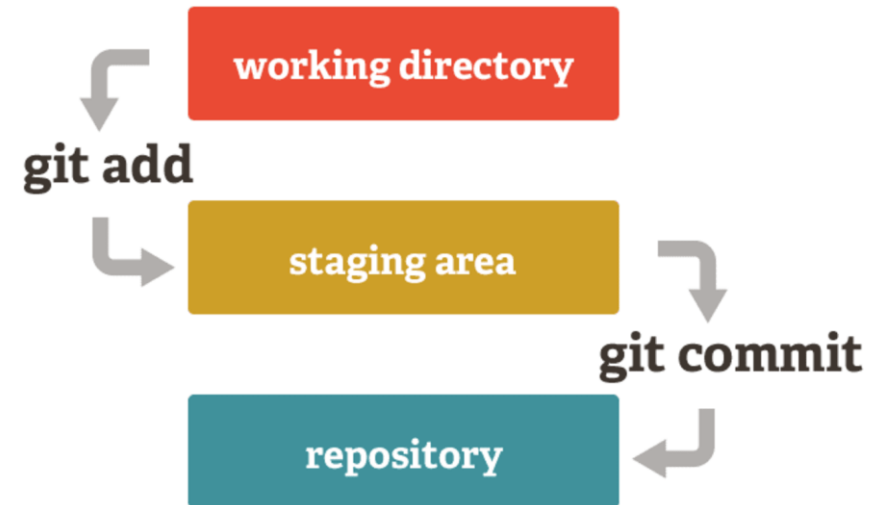 working directory
git add
staging area
git commit
repository